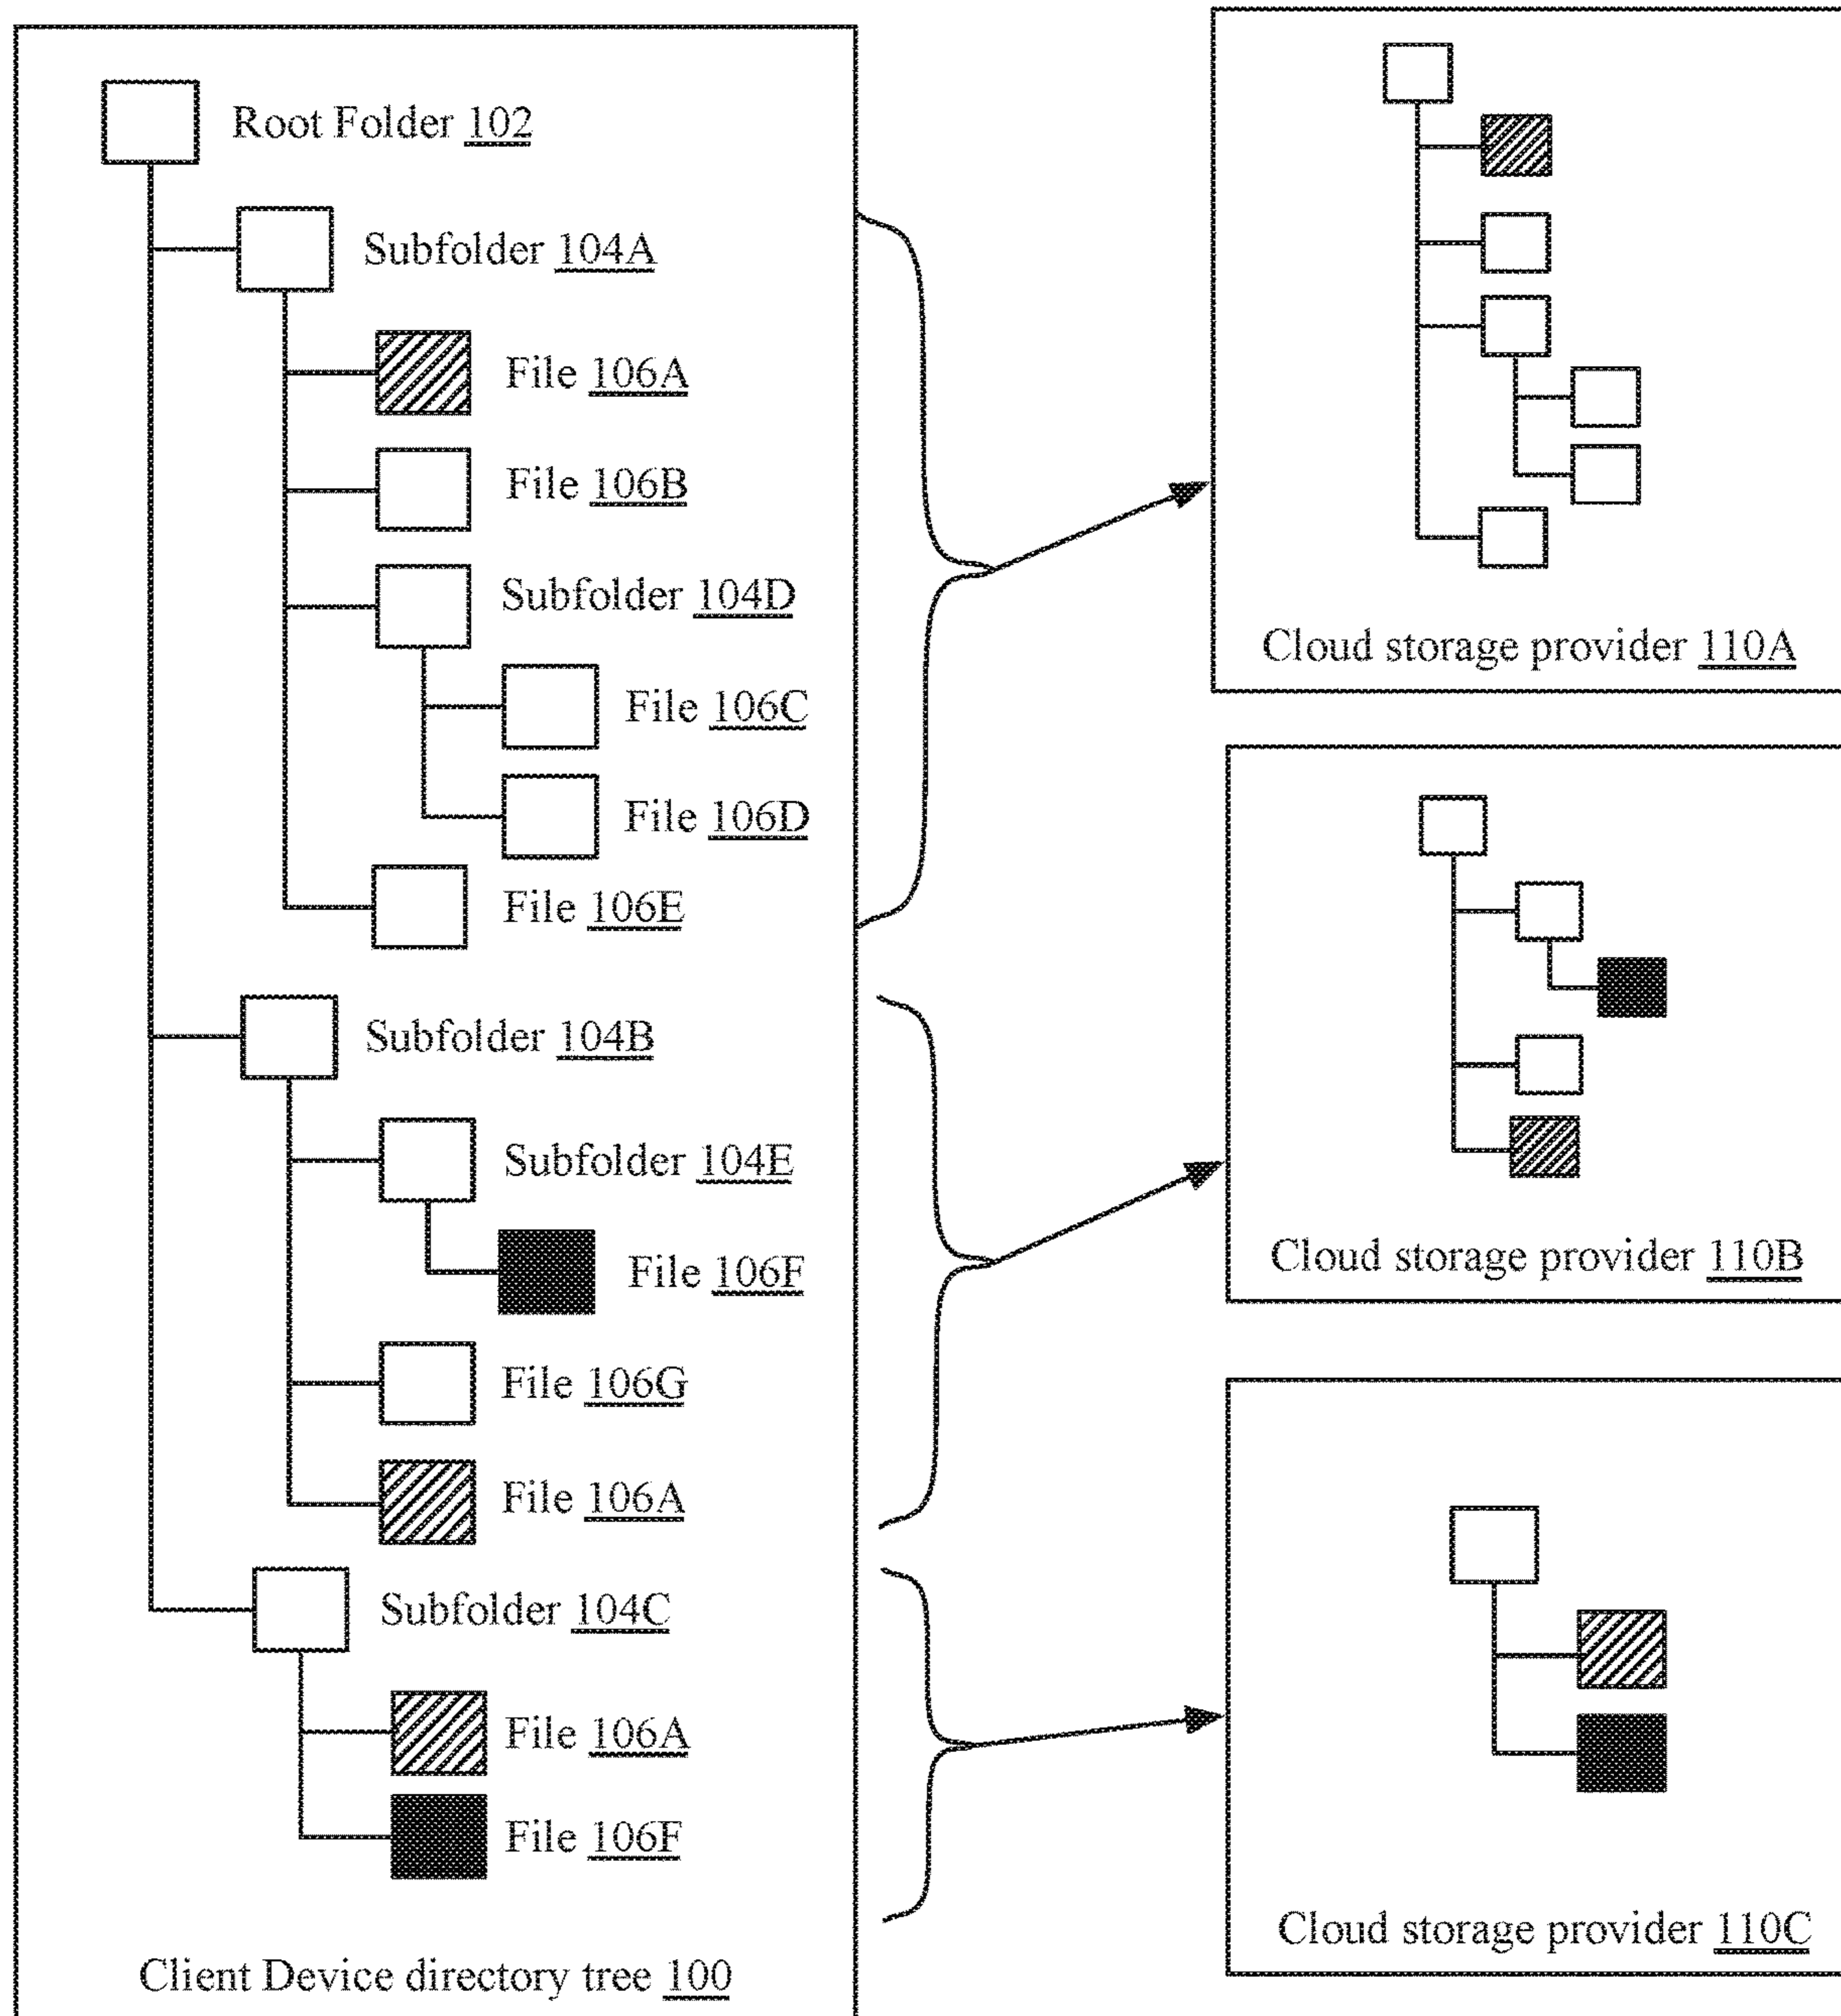 Root Folder 102
Subfolder 104A
File 106A
File 106B
Subfolder 104D
File 106C
File 106D
File 106E
Subfolder 104B
Subfolder 104E
File 106F
File 106G
File 106A
Subfolder 104C
File 106A
File 106F
Client Device directory tree 100
Cloud storage provider 110A
Cloud storage provider 110B
Cloud storage provider 110C